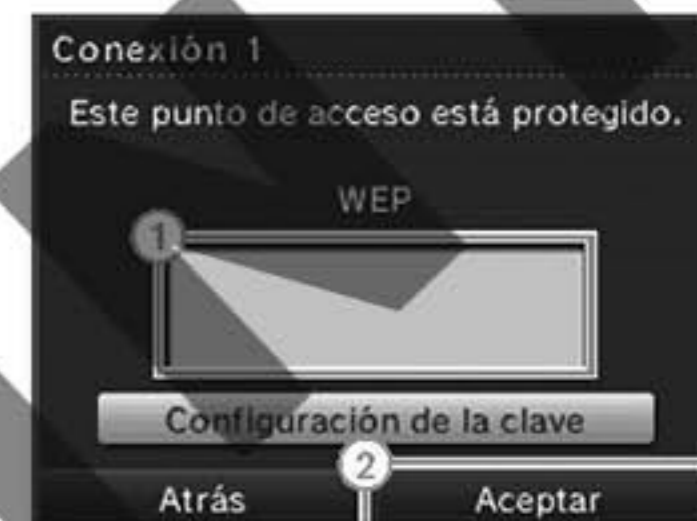 Conexión 1
Este punto de acceso está protegido.
WEP
1
Configuración de la clave
2
Atrás
Aceptar